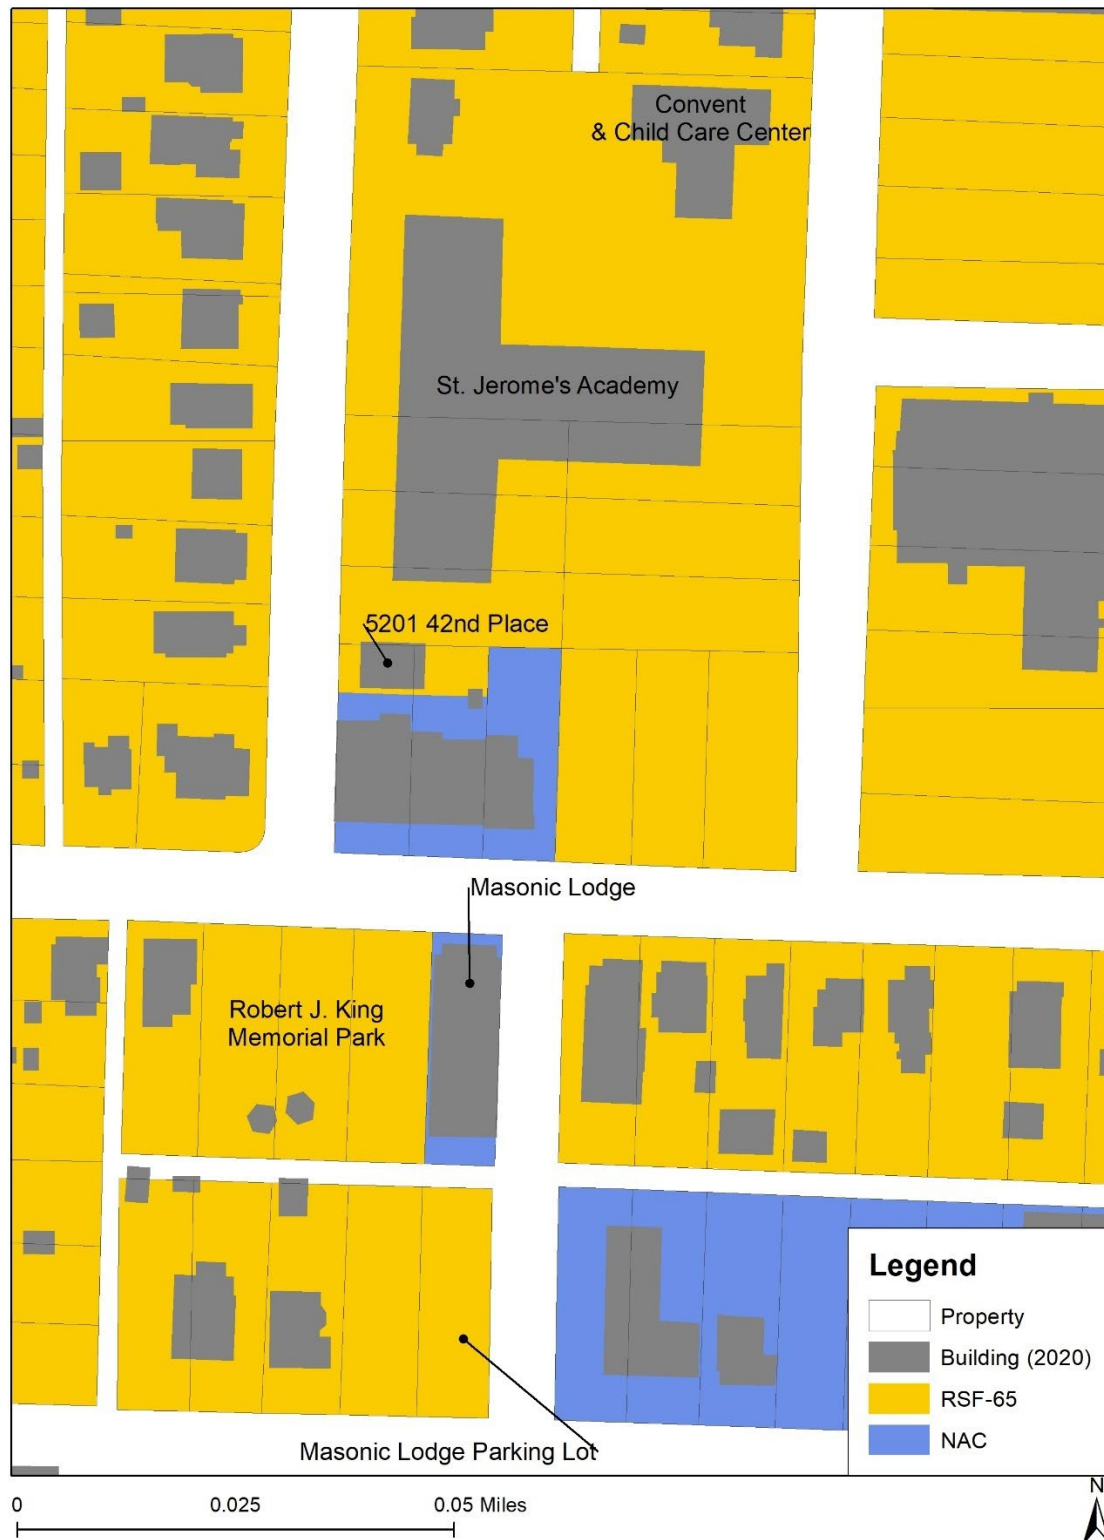 Convent
& Child Care Center
St. Jerome's Academy
5201 42nd Place
Masonic Lodge
Robert J. King
Memorial Park
Masonic Lodge Parking Lot
Legend
Property
Building (2020)
RSF-65
NAC
0 0.025 0.05 Miles
N